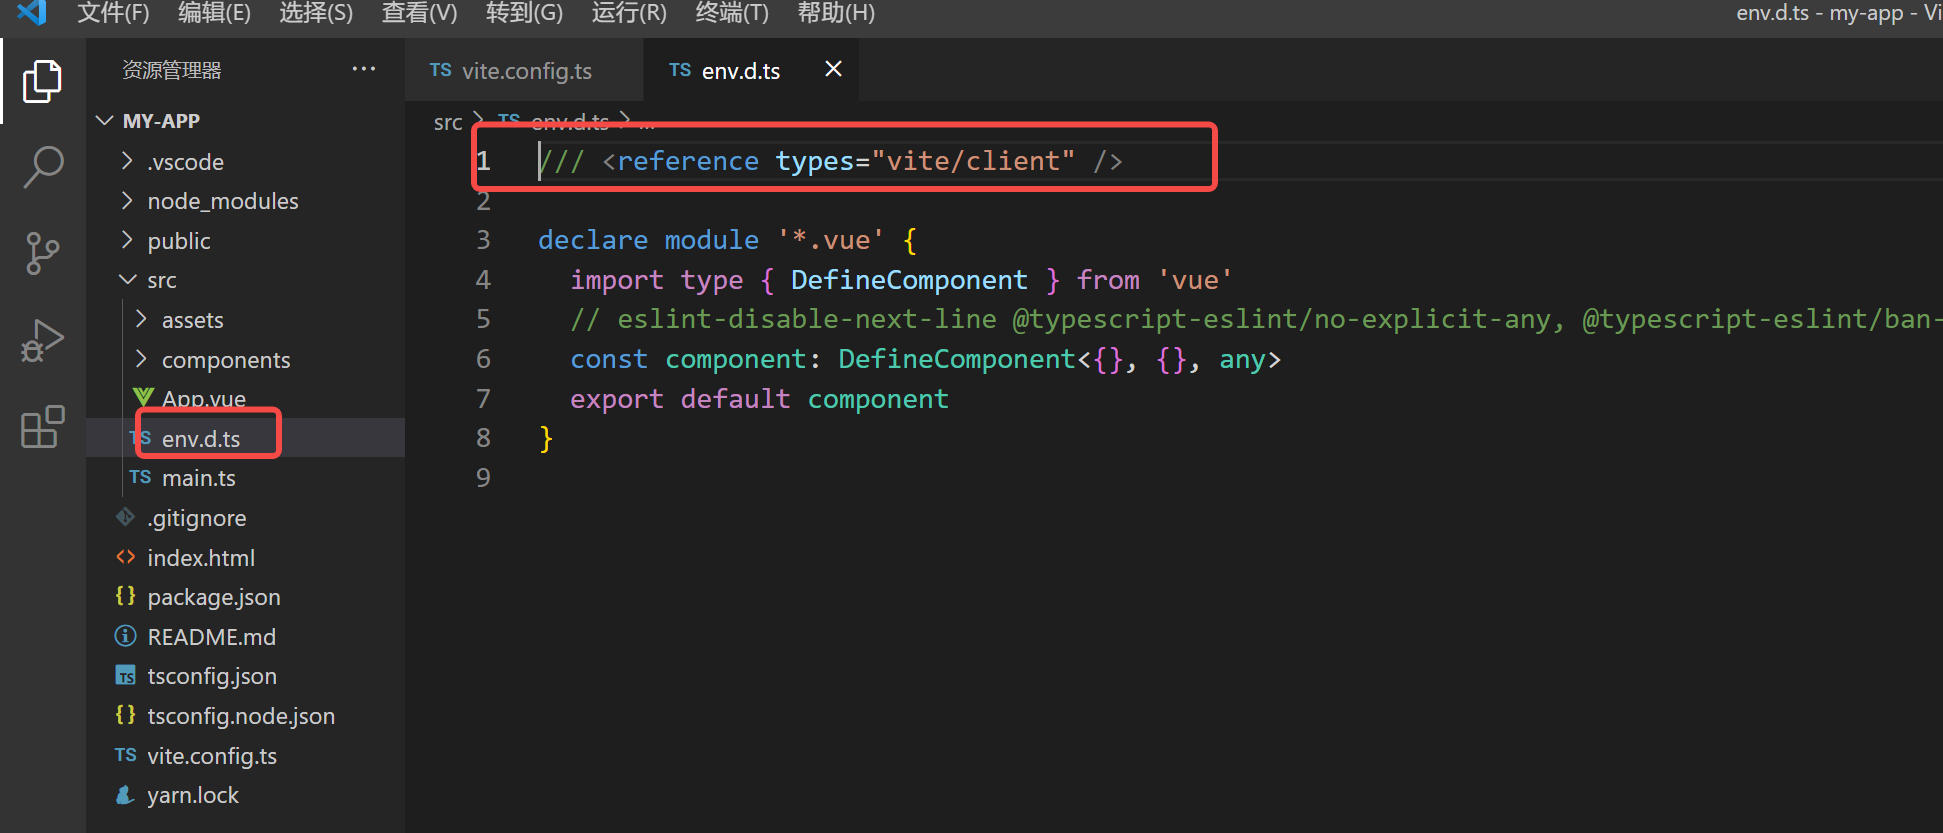 文件(F) 编辑(E) 选择(S) 查看(V) 转到(G) 运行(R) 终端(T) 帮助(H) env.d.ts - my-app - Vi
资源管理器 ···
MY-APP
.vscode
node_modules
public
src
assets
components
App.vue
TS env.d.ts
TS main.ts
.gitignore
<> index.html
{} package.json
README.md
TS tsconfig.json
{} tsconfig.node.json
TS vite.config.ts
yarn.lock
TS vite.config.ts TS env.d.ts
src > TS env.d.ts > ...
1 /// <reference types="vite/client" />
2
3 declare module '*.vue' {
4 import type { DefineComponent } from 'vue'
5 // eslint-disable-next-line @typescript-eslint/no-explicit-any, @typescript-eslint/ban-
6 const component: DefineComponent<{}, {}, any>
7 export default component
8 }
9